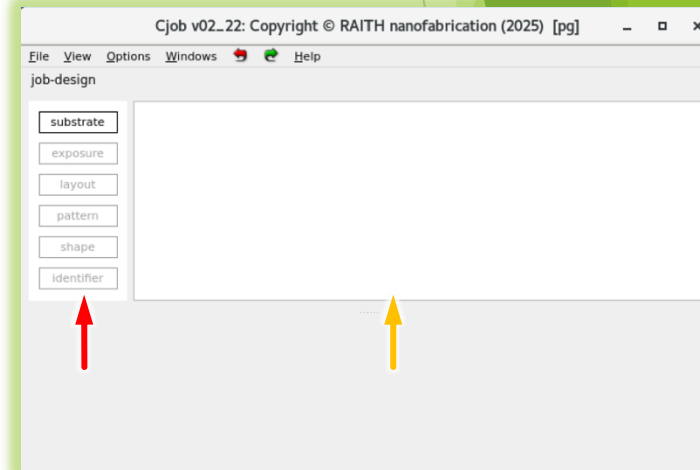 Cjob v02_22: Copyright © RAITH nanofabrication (2025) [pg]
File View Options Windows Help
job-design
substrate
exposure
layout
pattern
shape
identifier